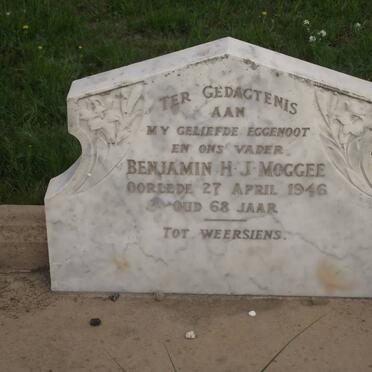 TER GEDAGTENIS
AAN
MY GELIEFDE EGGENOOT
EN ONS VADER
BENJAMIN H. J. MOGGEE
OORLEDE 27 APRIL 1946
OUD 68 JAAR
TOT WEERSIENS.